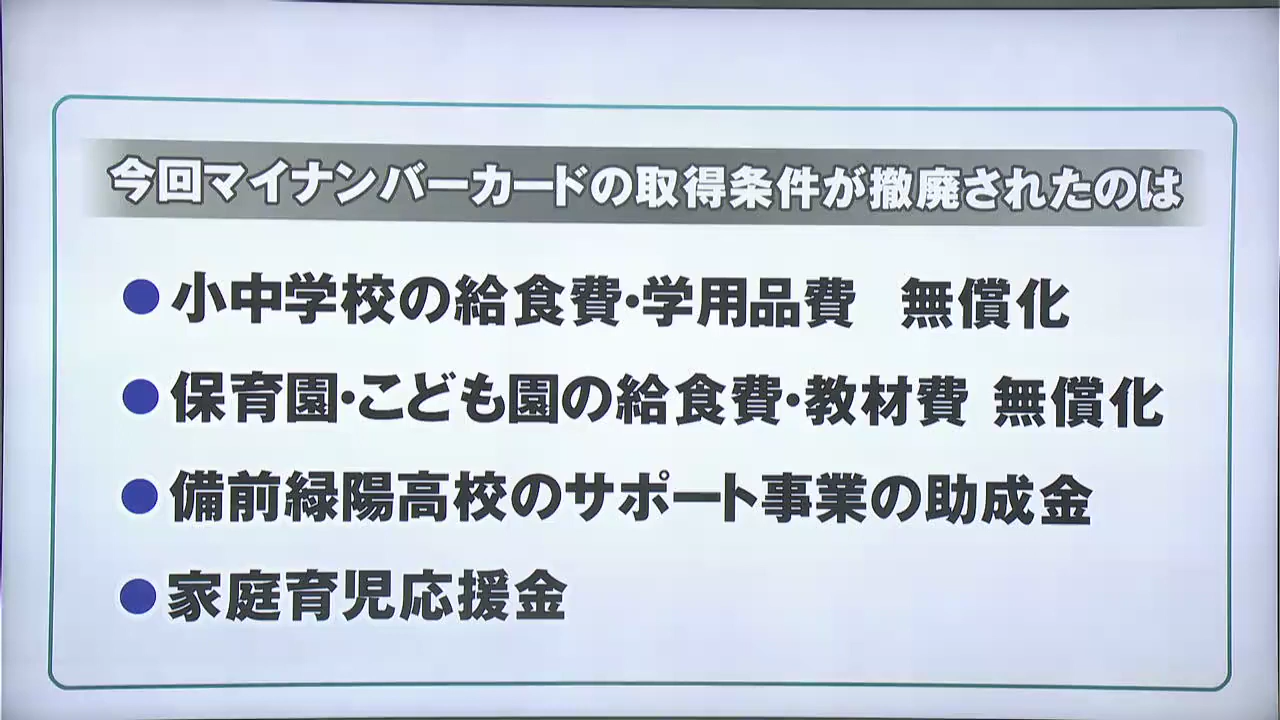 今回マイナンバーカードの取得条件が撤廃されたのは
●小中学校の給食費・学用品費 無償化
●保育園・こども園の給食費・教材費 無償化
●備前緑陽高校のサポート事業の助成金
●家庭育児応援金